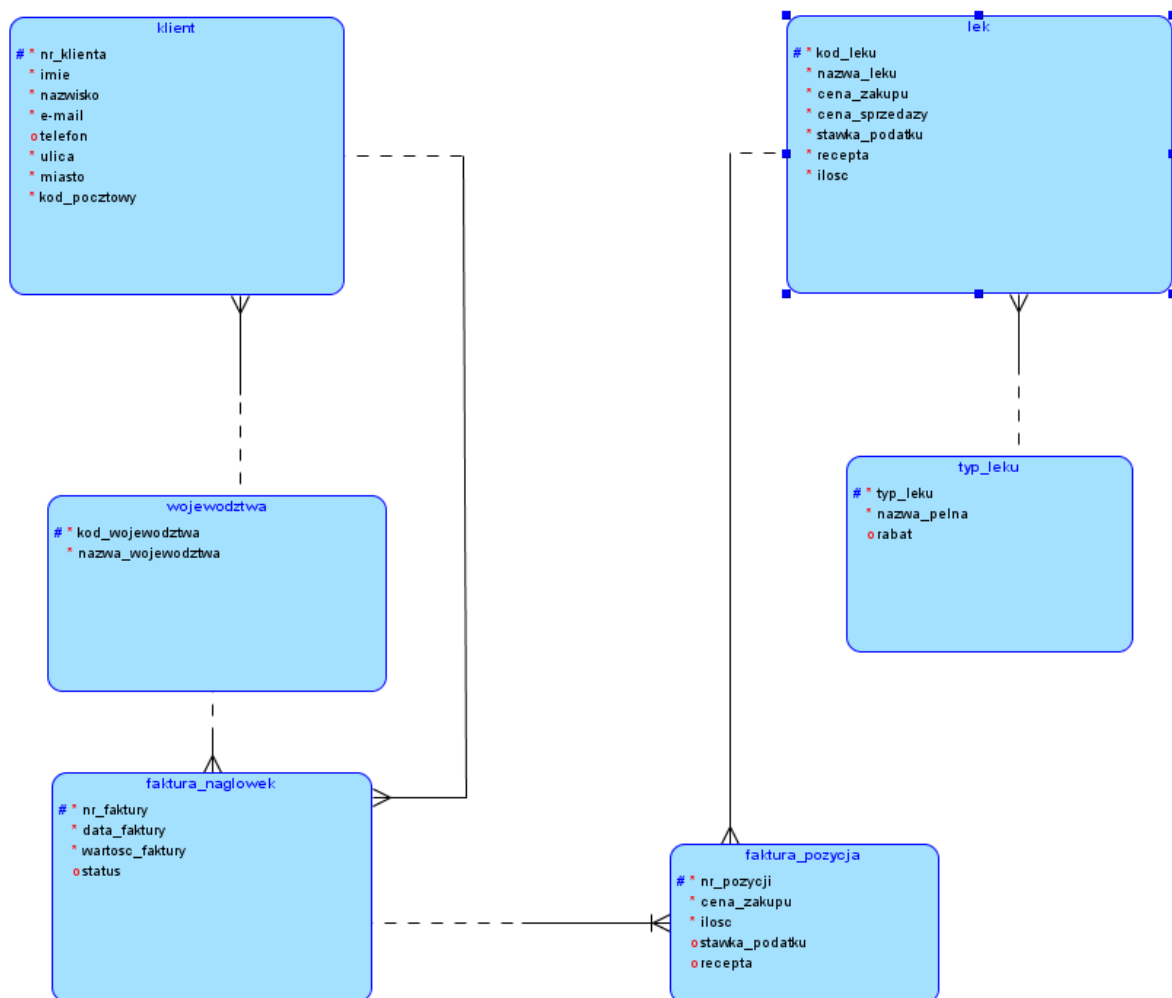 klient
# * nr_klienta
* imie
* nazwisko
* e-mail
o telefon
* ulica
* miasto
* kod_pocztowy
lek
# * kod_leku
* nazwa_leku
* cena_zakupu
* cena_sprzedazy
* stawka_podatku
* recepta
* ilosc
wojewodztwa
# * kod_wojewodztwa
* nazwa_wojewodztwa
typ_leku
# * typ_leku
* nazwa_pelna
o rabat
faktura_naglowek
# * nr_faktury
* data_faktury
* wartosc_faktury
o status
faktura_pozycja
# * nr_pozycji
* cena_zakupu
* ilosc
o stawka_podatku
o recepta